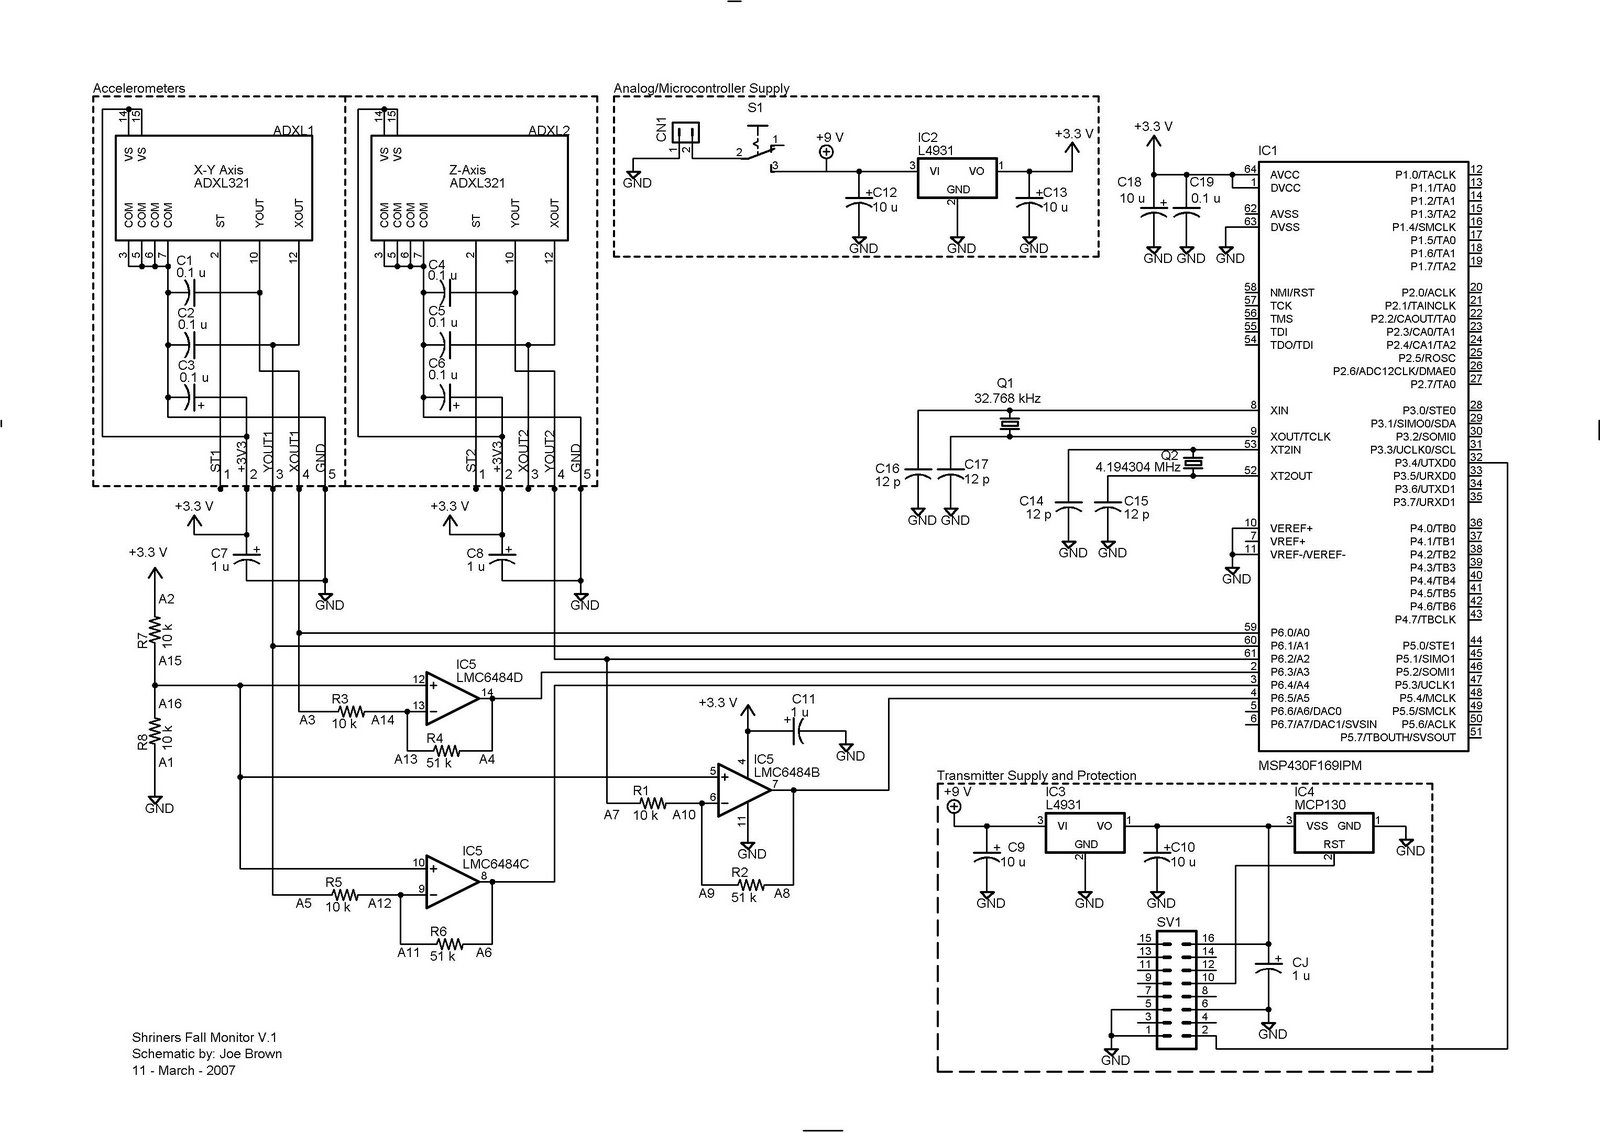 Accelerometers
ADXL1
X-Y Axis
ADXL321
14 15
VS VS
COM COM COM COM ST YOUT XOUT
3 5 6 7 2 10 12
C1
0.1 u
C2
0.1 u
C3
0.1 u
ST1 +3V3 YOUT1 XOUT1 GND
1 2 3 4 5
ADXL2
Z-Axis
ADXL321
14 15
VS VS
COM COM COM COM ST YOUT XOUT
3 5 6 7 2 10 12
C4
0.1 u
C5
0.1 u
C6
0.1 u
ST2 +3V3 XOUT2 YOUT2 GND
1 2 3 4 5
+3.3 V
C7
1 u
GND
+3.3 V
C8
1 u
GND
Analog/Microcontroller Supply
CN1
1 2
GND
S1
2 1 3
+9 V
C12
10 u
GND
IC2
L4931
3 VI VO 1
GND
2
GND
C13
10 u
GND
+3.3 V
+3.3 V
C18
10 u
GND
C19
0.1 u
GND
GND
IC1
64 AVCC
1 DVCC
62 AVSS
63 DVSS
58 NMI/RST
57 TCK
56 TMS
55 TDI
54 TDO/TDI
8 XIN
9 XOUT/TCLK
53 XT2IN
52 XT2OUT
10 VEREF+
7 VREF+
11 VREF-/VEREF-
59 P6.0/A0
60 P6.1/A1
61 P6.2/A2
2 P6.3/A3
3 P6.4/A4
4 P6.5/A5
5 P6.6/A6/DAC0
6 P6.7/A7/DAC1/SVSIN
P1.0/TACLK 12
P1.1/TA0 13
P1.2/TA1 14
P1.3/TA2 15
P1.4/SMCLK 16
P1.5/TA0 17
P1.6/TA1 18
P1.7/TA2 19
P2.0/ACLK 20
P2.1/TAINCLK 21
P2.2/CAOUT/TA0 22
P2.3/CA0/TA1 23
P2.4/CA1/TA2 24
P2.5/ROSC 25
P2.6/ADC12CLK/DMAE0 26
P2.7/TA0 27
P3.0/STE0 28
P3.1/SIMO0/SDA 29
P3.2/SOMI0 30
P3.3/UCLK0/SCL 31
P3.4/UTXD0 32
P3.5/URXD0 33
P3.6/UTXD1 34
P3.7/URXD1 35
P4.0/TB0 36
P4.1/TB1 37
P4.2/TB2 38
P4.3/TB3 39
P4.4/TB4 40
P4.5/TB5 41
P4.6/TB6 42
P4.7/TBCLK 43
P5.0/STE1 44
P5.1/SIMO1 45
P5.2/SOMI1 46
P5.3/UCLK1 47
P5.4/MCLK 48
P5.5/SMCLK 49
P5.6/ACLK 50
P5.7/TBOUTH/SVSOUT 51
MSP430F169IPM
Q1
32.768 kHz
C16
12 p
GND
C17
12 p
GND
Q2
4.194304 MHz
C14
12 p
GND
C15
12 p
GND
GND
+3.3 V
A2
R7
10 k
A15
A16
R8
10 k
A1
GND
IC5
LMC6484D
12 + 14
13 -
A3 R3 A14
10 k
R4
A13 51 k A4
IC5
LMC6484C
10 + 8
9 -
A5 R5 A12
10 k
R6
A11 51 k A6
+3.3 V
C11
1 u
GND
IC5
LMC6484B
4
5 + 7
6 -
11
GND
A7 R1 A10
10 k
R2
A9 51 k A8
Transmitter Supply and Protection
+9 V
C9
10 u
GND
IC3
L4931
3 VI VO 1
GND
2
GND
C10
10 u
GND
IC4
MCP130
3 VSS GND 1
RST
2
GND
SV1
15 16
13 14
11 12
9 10
7 8
5 6
3 4
1 2
GND
CJ
1 u
GND
Shriners Fall Monitor V.1
Schematic by: Joe Brown
11 - March - 2007